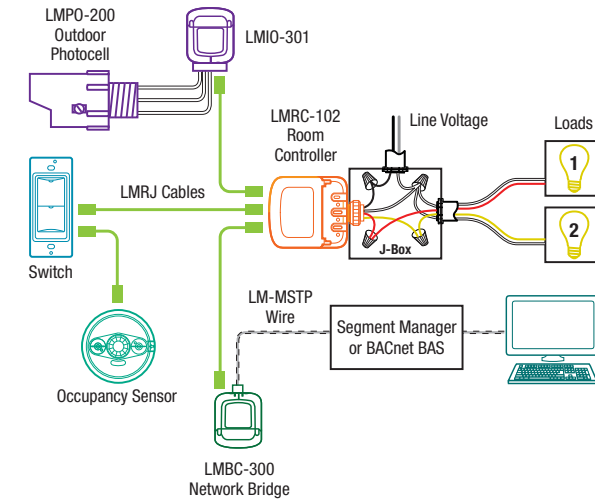 LMPO-200
Outdoor
Photocell
LMIO-301
LMRC-102
Room
Controller
Line Voltage
Loads
1
LMRJ Cables
2
J-Box
Switch
LM-MSTP
Wire
Segment Manager
or BACnet BAS
Occupancy Sensor
LMBC-300
Network Bridge